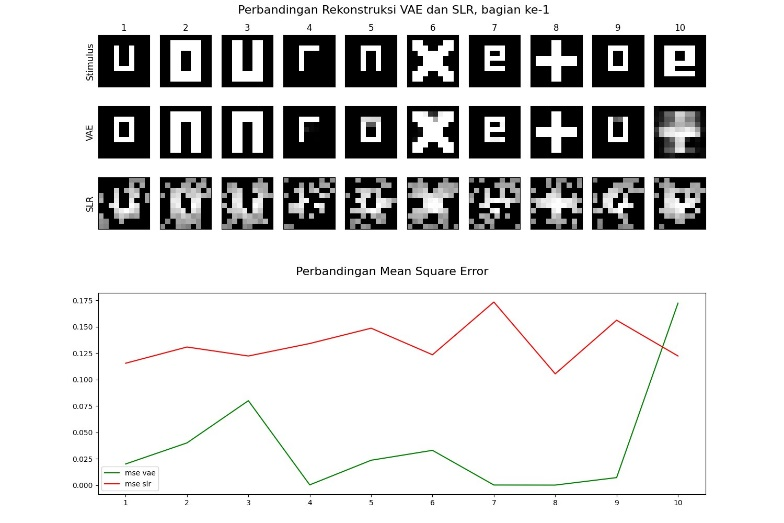 Perbandingan Rekonstruksi VAE dan SLR, bagian ke-1
1 2 3 4 5 6 7 8 9 10
Stimulus
VAE
SLR
Perbandingan Mean Square Error
0.175
0.150
0.125
0.100
0.075
0.050
0.025
0.000
mse vae
mse slr
1 2 3 4 5 6 7 8 9 10